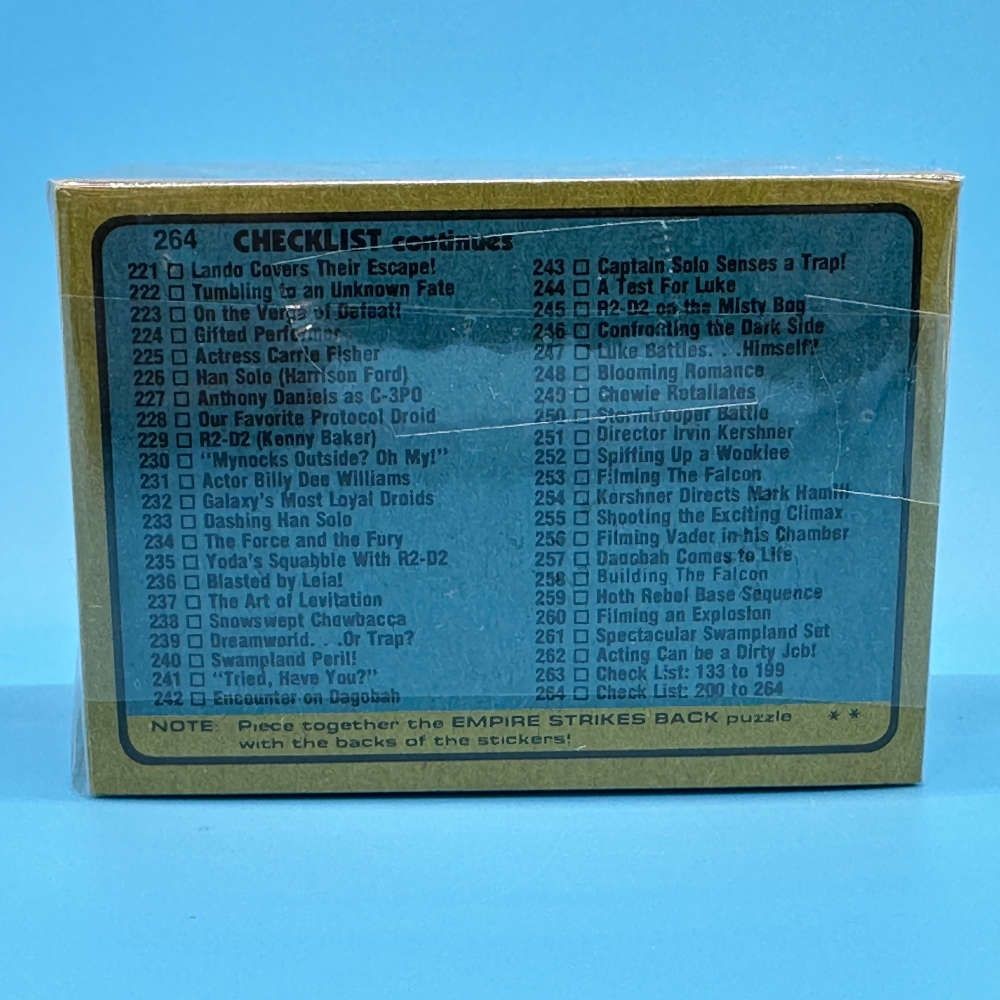 264 CHECKLIST continues
221 Lando Covers Their Escape!
222 Tumbling to an Unknown Fate
223 On the Verge of Defeat!
224 Gifted Performer
225 Actress Carrie Fisher
226 Han Solo (Harrison Ford)
227 Anthony Daniels as C-3PO
228 Our Favorite Protocol Droid
229 R2-D2 (Kenny Baker)
230 "Mynocks Outside? Oh My!"
231 Actor Billy Dee Williams
232 Galaxy's Most Loyal Droids
233 Dashing Han Solo
234 The Force and the Fury
235 Yoda's Squabble With R2-D2
236 Blasted by Leia!
237 The Art of Levitation
238 Snowswept Chewbacca
239 Dreamworld. . .Or Trap?
240 Swampland Peril!
241 "Tried, Have You?"
242 Encounter on Dagobah
243 Captain Solo Senses a Trap!
244 A Test For Luke
245 R2-D2 on the Misty Bog
246 Confronting the Dark Side
247 Luke Battles. . .Himself!
248 Blooming Romance
249 Chewie Retaliates
250 Stormtrooper Battle
251 Director Irvin Kershner
252 Spiffing Up a Wookiee
253 Filming The Falcon
254 Kershner Directs Mark Hamill
255 Shooting the Exciting Climax
256 Filming Vader in his Chamber
257 Dagobah Comes to Life
258 Building The Falcon
259 Hoth Rebel Base Sequence
260 Filming an Explosion
261 Spectacular Swampland Set
262 Acting Can be a Dirty Job!
263 Check List: 133 to 199
264 Check List: 200 to 264
NOTE: Piece together the EMPIRE STRIKES BACK puzzle **
with the backs of the stickers!